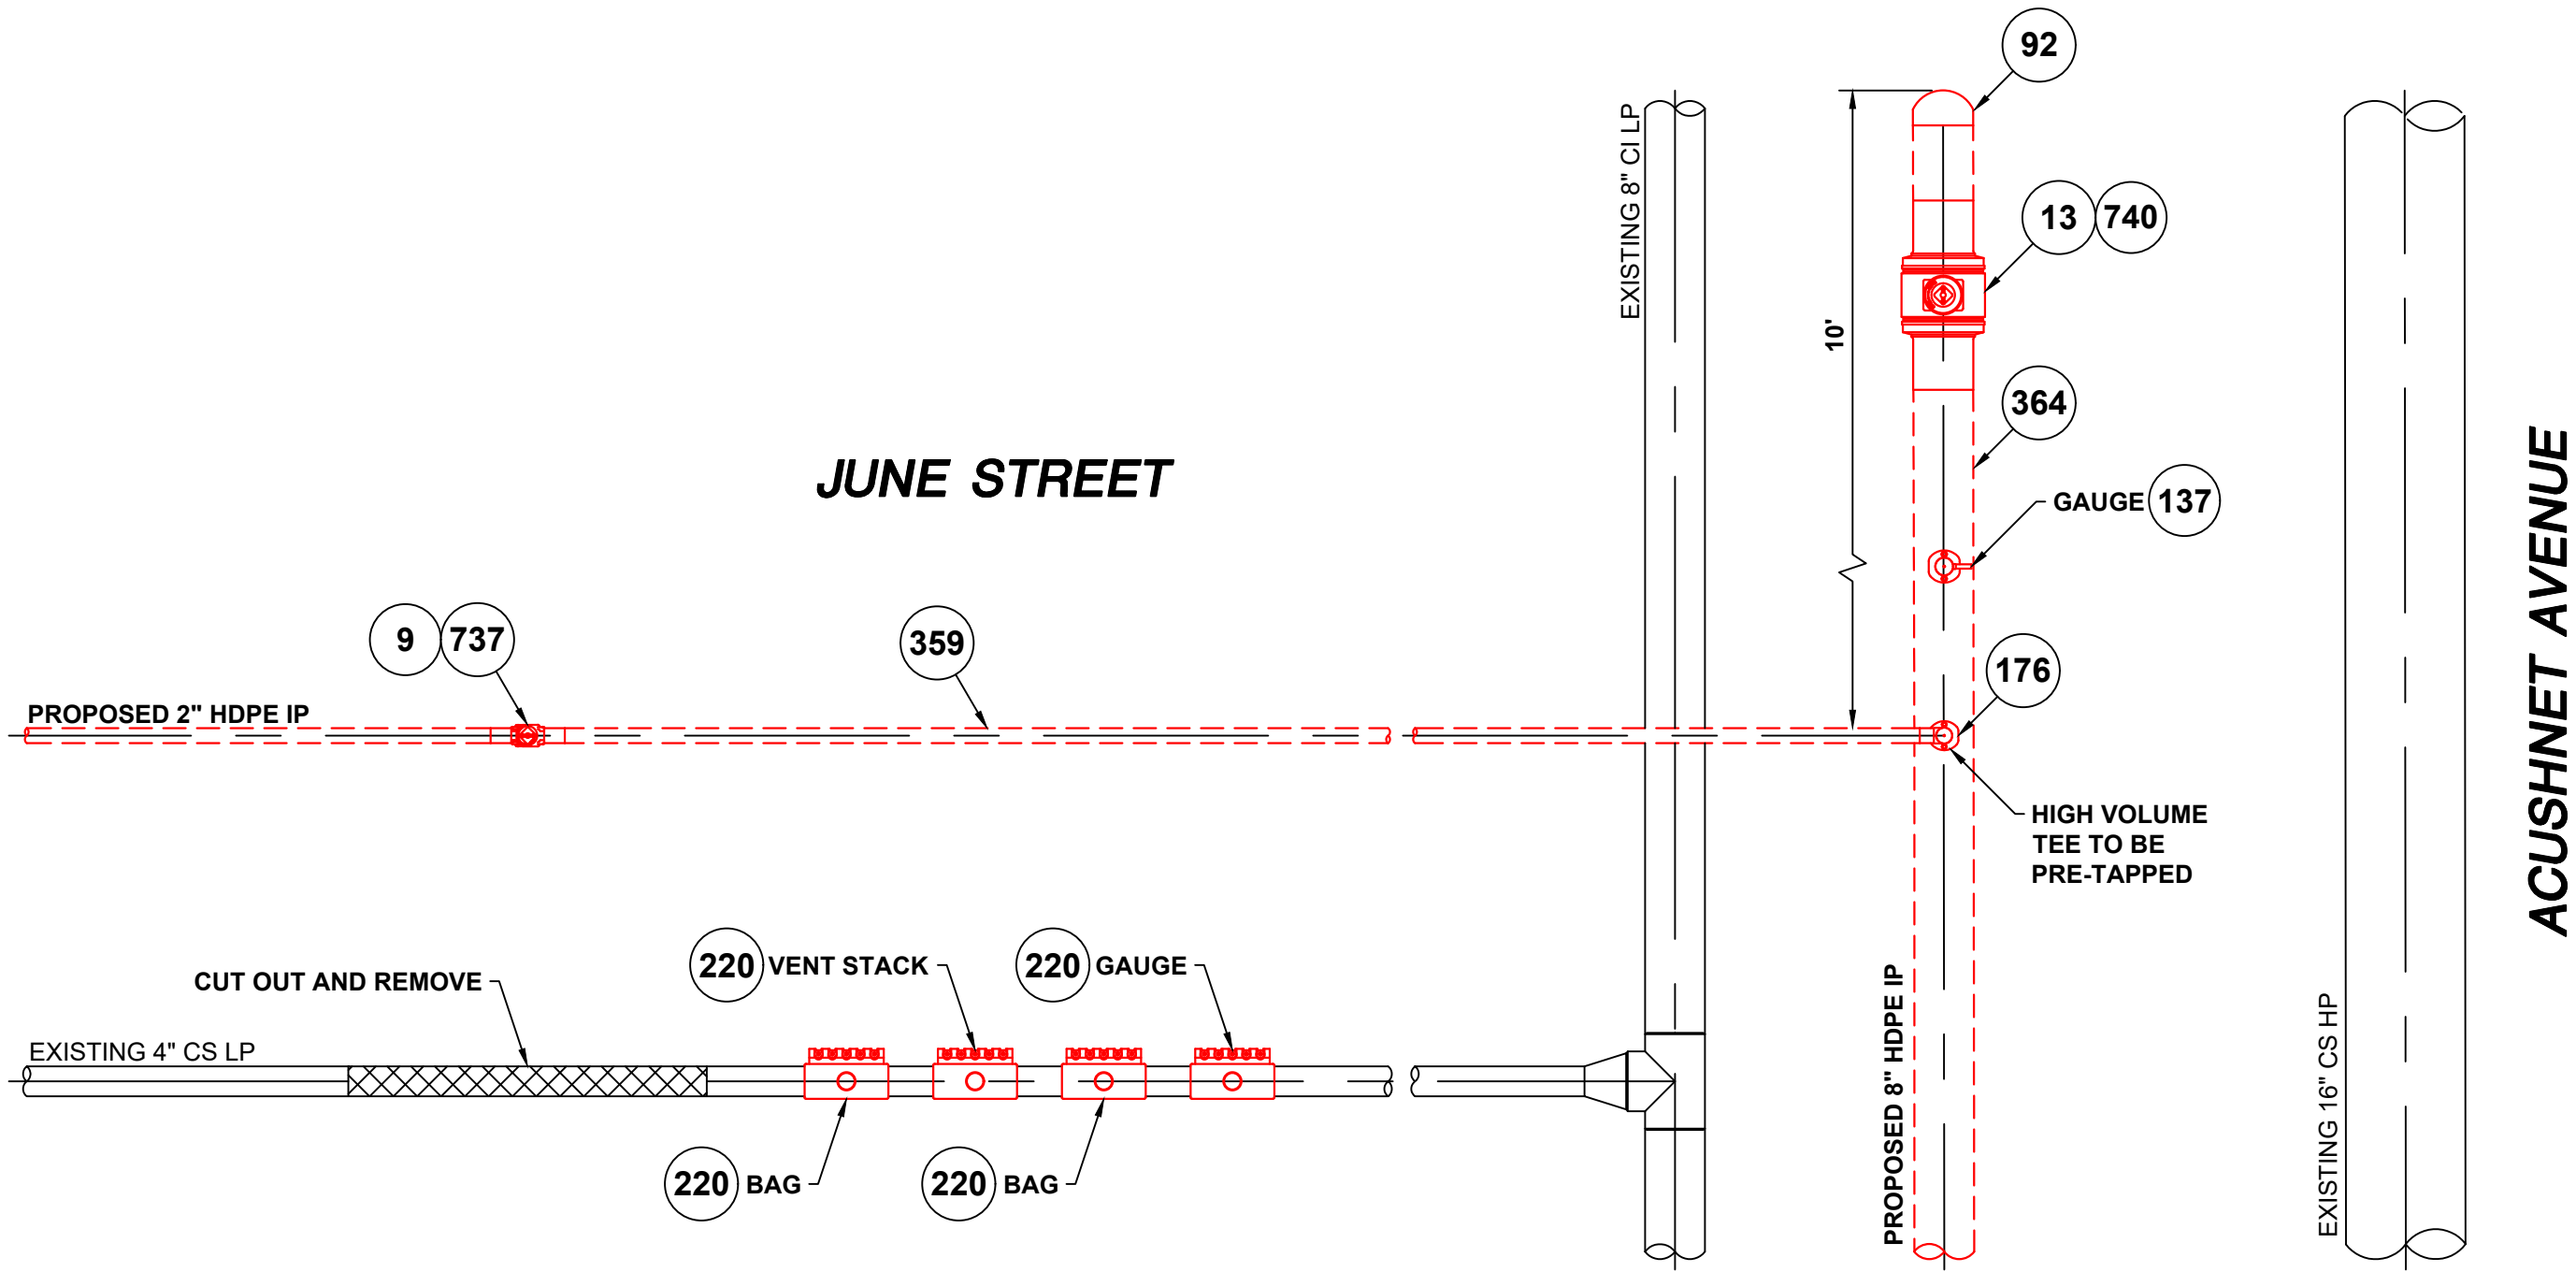 92
EXISTING 8" CI LP
13 740
10'
364
JUNE STREET
GAUGE 137
ACUSHNET AVENUE
9 737
359
176
PROPOSED 2" HDPE IP
HIGH VOLUME
TEE TO BE
PRE-TAPPED
220 VENT STACK
220 GAUGE
CUT OUT AND REMOVE
EXISTING 4" CS LP
PROPOSED 8" HDPE IP
EXISTING 16" CS HP
220 BAG
220 BAG